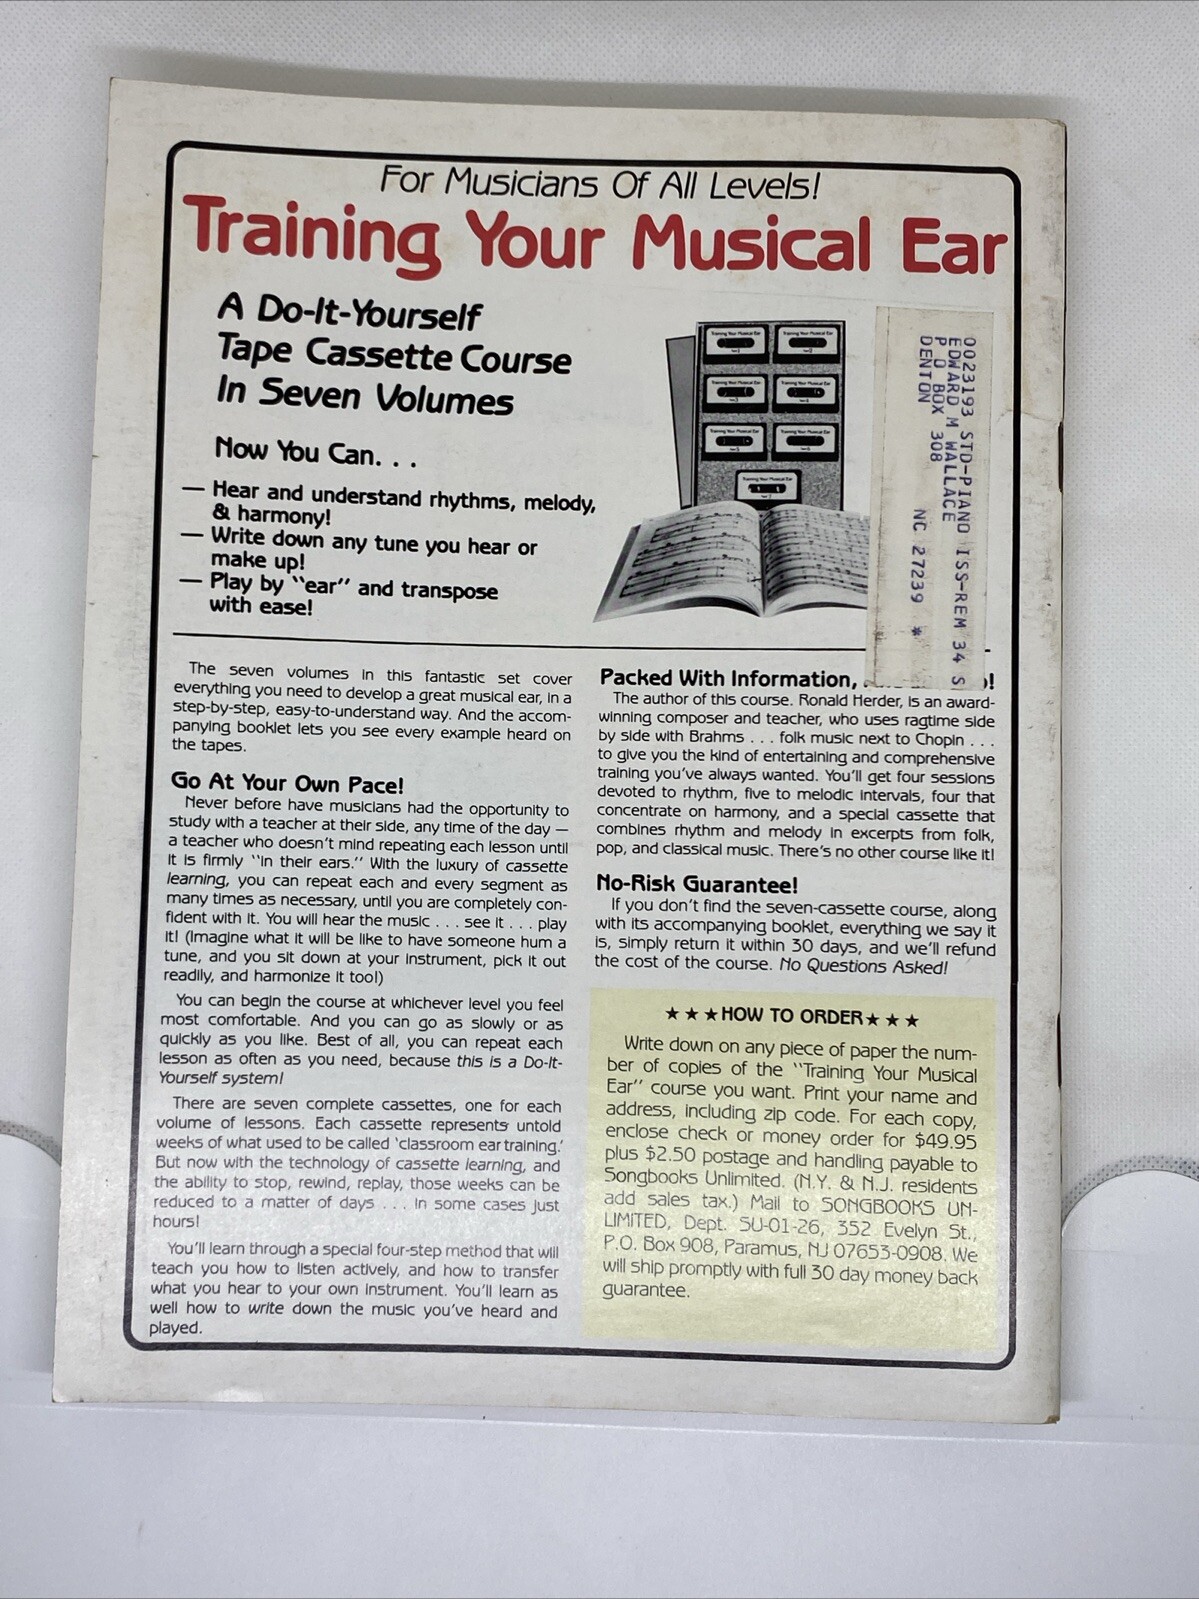 For Musicians Of All Levels!
Training Your Musical Ear
A Do-It-Yourself
Tape Cassette Course
In Seven Volumes
Now You Can. . .
— Hear and understand rhythms, melody,
& harmony!
— Write down any tune you hear or
make up!
— Play by "ear" and transpose
with ease!
Training Your Musical Ear
Training Your Musical Ear
Training Your Musical Ear
Training Your Musical Ear
Training Your Musical Ear
Training Your Musical Ear
Training Your Musical Ear
0023193 STD-PIANO ISS-REM 34 S
EDWARD M WALLACE
P O BOX 308
DENTON NC 27239 *
The seven volumes in this fantastic set cover
everything you need to develop a great musical ear, in a
step-by-step, easy-to-understand way. And the accom-
panying booklet lets you see every example heard on
the tapes.
Go At Your Own Pace!
Never before have musicians had the opportunity to
study with a teacher at their side, any time of the day —
a teacher who doesn't mind repeating each lesson until
it is firmly "in their ears." With the luxury of cassette
learning, you can repeat each and every segment as
many times as necessary, until you are completely con-
fident with it. You will hear the music . . . see it . . . play
it! (Imagine what it will be like to have someone hum a
tune, and you sit down at your instrument, pick it out
readily, and harmonize it too!)
You can begin the course at whichever level you feel
most comfortable. And you can go as slowly or as
quickly as you like. Best of all, you can repeat each
lesson as often as you need, because this is a Do-It-
Yourself system!
There are seven complete cassettes, one for each
volume of lessons. Each cassette represents untold
weeks of what used to be called 'classroom ear training.'
But now with the technology of cassette learning, and
the ability to stop, rewind, replay, those weeks can be
reduced to a matter of days . . . in some cases just
hours!
You'll learn through a special four-step method that will
teach you how to listen actively, and how to transfer
what you hear to your own instrument. You'll learn as
well how to write down the music you've heard and
played.
Packed With Information,
The author of this course. Ronald Herder, is an award-
winning composer and teacher, who uses ragtime side
by side with Brahms . . . folk music next to Chopin . . .
to give you the kind of entertaining and comprehensive
training you've always wanted. You'll get four sessions
devoted to rhythm, five to melodic intervals, four that
concentrate on harmony, and a special cassette that
combines rhythm and melody in excerpts from folk,
pop, and classical music. There's no other course like it!
No-Risk Guarantee!
If you don't find the seven-cassette course, along
with its accompanying booklet, everything we say it
is, simply return it within 30 days, and we'll refund
the cost of the course. No Questions Asked!
★ ★ ★ HOW TO ORDER ★ ★ ★
Write down on any piece of paper the num-
ber of copies of the "Training Your Musical
Ear" course you want. Print your name and
address, including zip code. For each copy,
enclose check or money order for $49.95
plus $2.50 postage and handling payable to
Songbooks Unlimited. (N.Y. & N.J. residents
add sales tax.) Mail to SONGBOOKS UN-
LIMITED, Dept. SU-01-26, 352 Evelyn St.,
P.O. Box 908, Paramus, NJ 07653-0908. We
will ship promptly with full 30 day money back
guarantee.